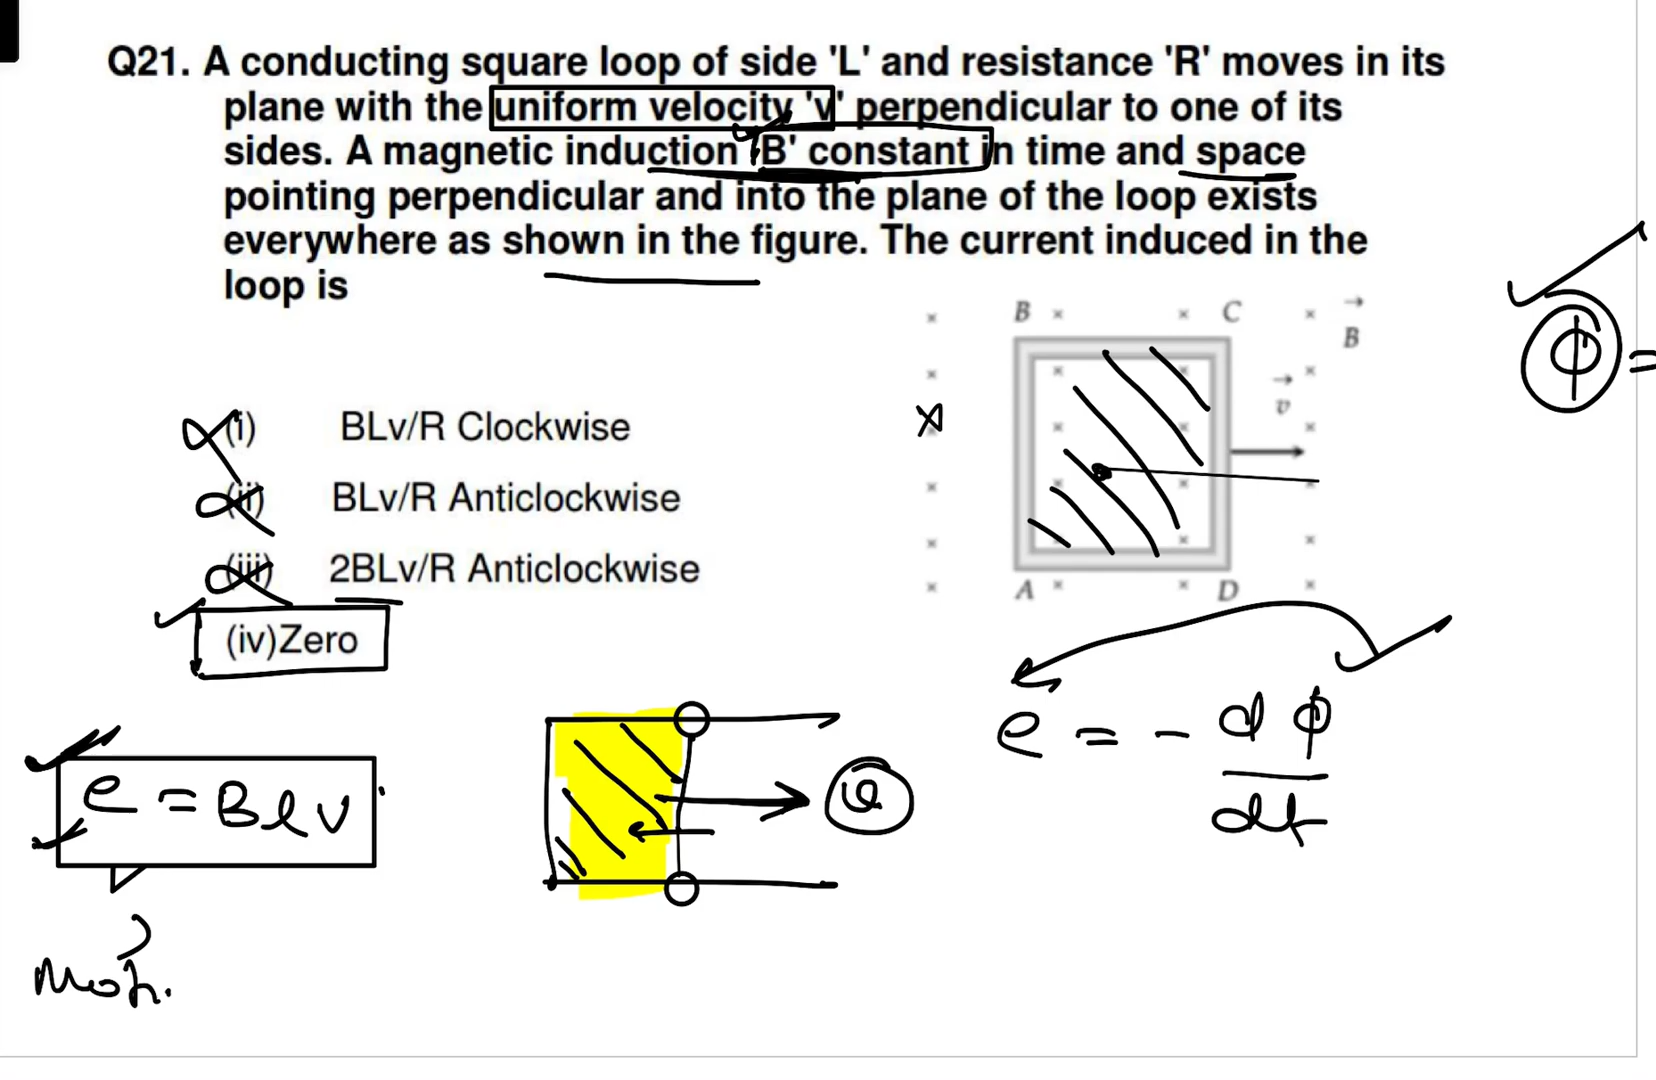 Q21. A conducting square loop of side 'L' and resistance 'R' moves in its
plane with the uniform velocity 'v' perpendicular to one of its
sides. A magnetic induction 'B' constant in time and space
pointing perpendicular and into the plane of the loop exists
everywhere as shown in the figure. The current induced in the
loop is
B C B
(i) BLv/R Clockwise
v
(ii) BLv/R Anticlockwise
(iii) 2BLv/R Anticlockwise
A D
(iv)Zero
ϕ =
e = - dϕ
dt
e = Blv